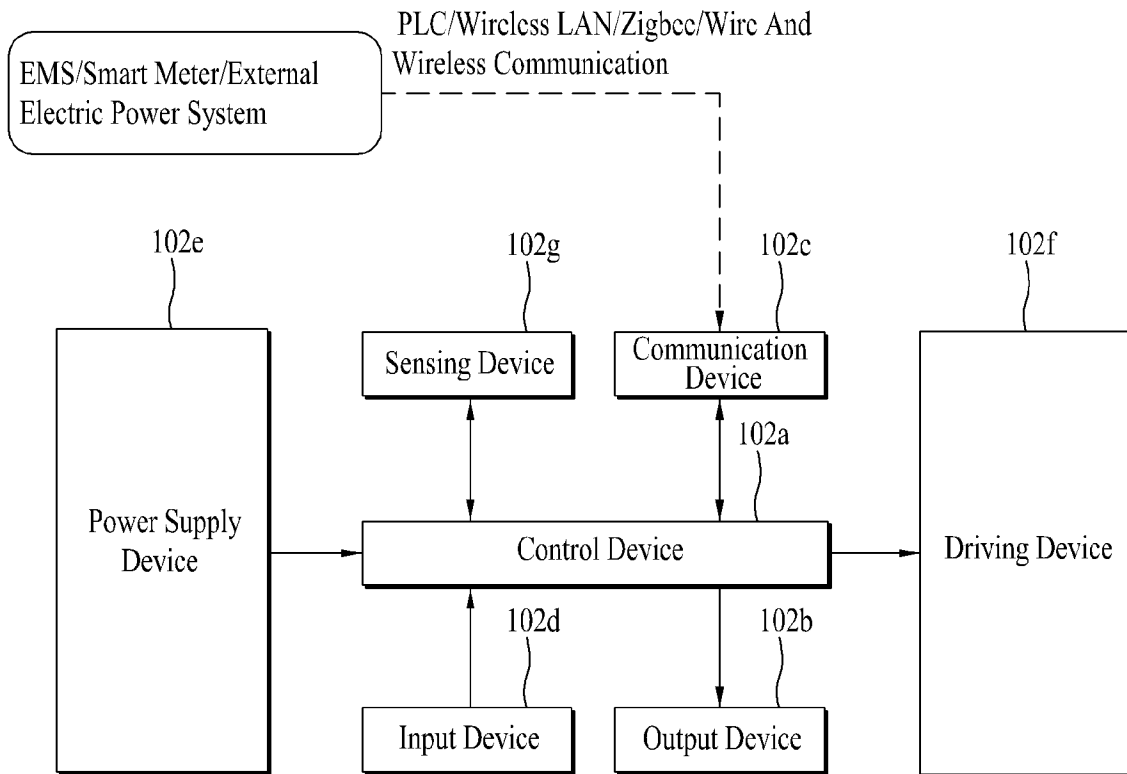 PLC/Wireless LAN/Zigbee/Wire And
Wireless Communication
EMS/Smart Meter/External
Electric Power System
102e
102g
102c
102f
Sensing Device
Communication
Device
102a
Power Supply
Device
Control Device
Driving Device
102d
102b
Input Device
Output Device